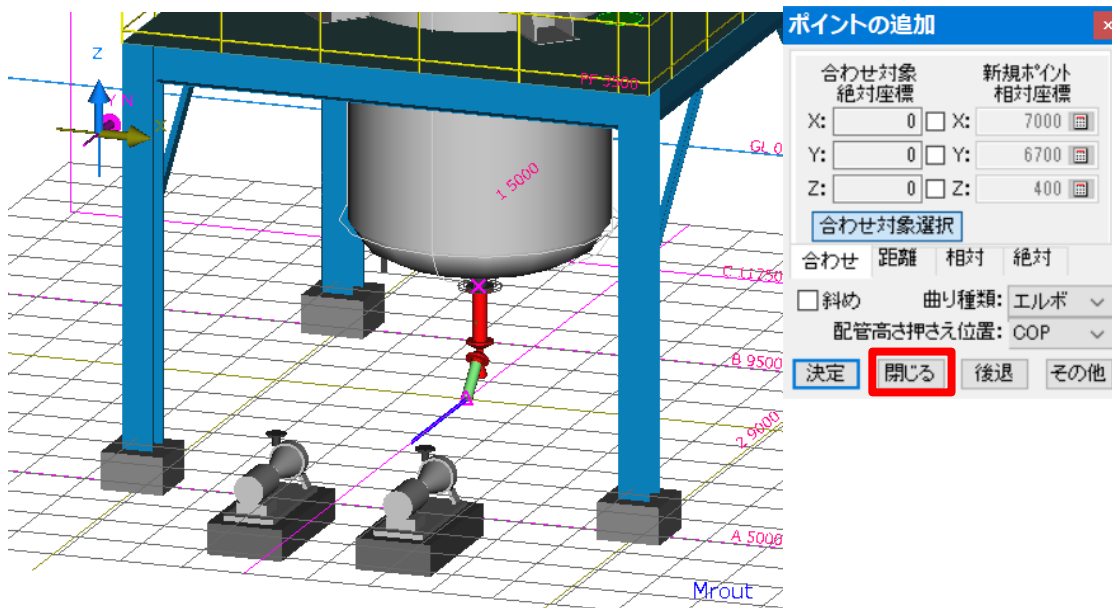 ポイントの追加
合わせ対象 新規ポイント
絶対座標 相対座標
X: 0 X: 7000
Y: 0 Y: 6700
Z: 0 Z: 400
合わせ対象選択
合わせ 距離 相対 絶対
斜め 曲り種類: エルボ
配管高さ押さえ位置: COP
決定 閉じる 後退 その他
Z
Y N
X
PF 3500
GL 0
1 5000
C 11750
B 9500
2 9000
A 5000
Mrout